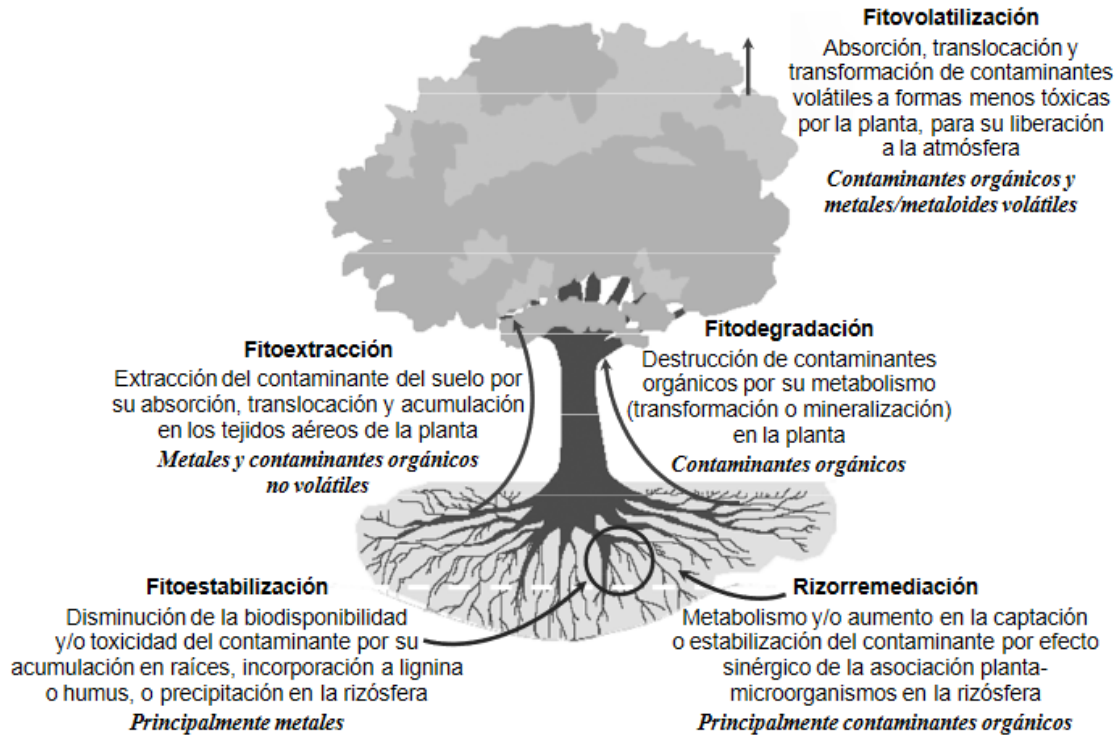 Fitovolatilización
Absorción, translocación y
transformación de contaminantes
volátiles a formas menos tóxicas
por la planta, para su liberación
a la atmósfera
Contaminantes orgánicos y
metales/metaloides volátiles
Fitoextracción
Extracción del contaminante del suelo por
su absorción, translocación y acumulación
en los tejidos aéreos de la planta
Metales y contaminantes orgánicos
no volátiles
Fitodegradación
Destrucción de contaminantes
orgánicos por su metabolismo
(transformación o mineralización)
en la planta
Contaminantes orgánicos
Fitoestabilización
Disminución de la biodisponibilidad
y/o toxicidad del contaminante por su
acumulación en raíces, incorporación a lignina
o humus, o precipitación en la rizósfera
Principalmente metales
Rizorremediación
Metabolismo y/o aumento en la captación
o estabilización del contaminante por efecto
sinérgico de la asociación planta-
microorganismos en la rizósfera
Principalmente contaminantes orgánicos